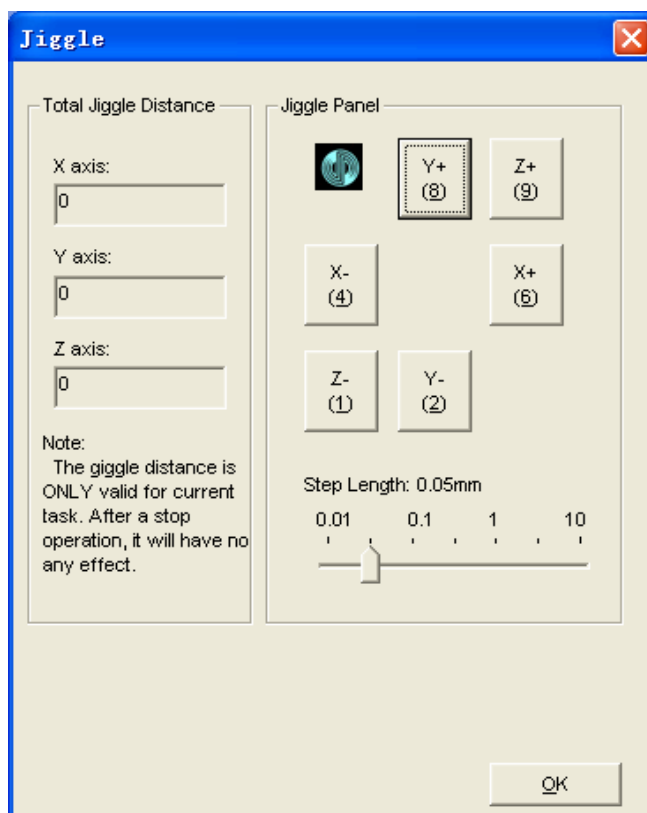 Jiggle
Total Jiggle Distance
X axis:
0
Y axis:
0
Z axis:
0
Note:
The giggle distance is
ONLY valid for current
task. After a stop
operation, it will have no
any effect.
Jiggle Panel
Y+
(8)
Z+
(9)
X-
(4)
X+
(6)
Z-
(1)
Y-
(2)
Step Length: 0.05mm
0.01 0.1 1 10
OK